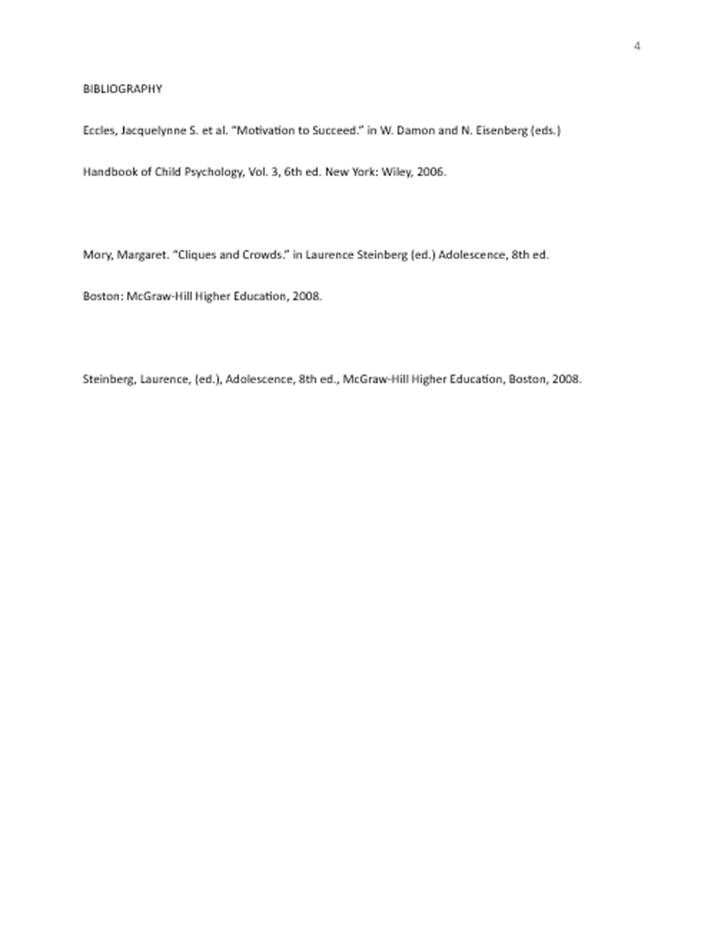 4
BIBLIOGRAPHY
Eccles, Jacquelynne S. et al. “Motivation to Succeed.” in W. Damon and N. Eisenberg (eds.)
Handbook of Child Psychology, Vol. 3, 6th ed. New York: Wiley, 2006.
Mory, Margaret. “Cliques and Crowds.” in Laurence Steinberg (ed.) Adolescence, 8th ed.
Boston: McGraw-Hill Higher Education, 2008.
Steinberg, Laurence, (ed.), Adolescence, 8th ed., McGraw-Hill Higher Education, Boston, 2008.